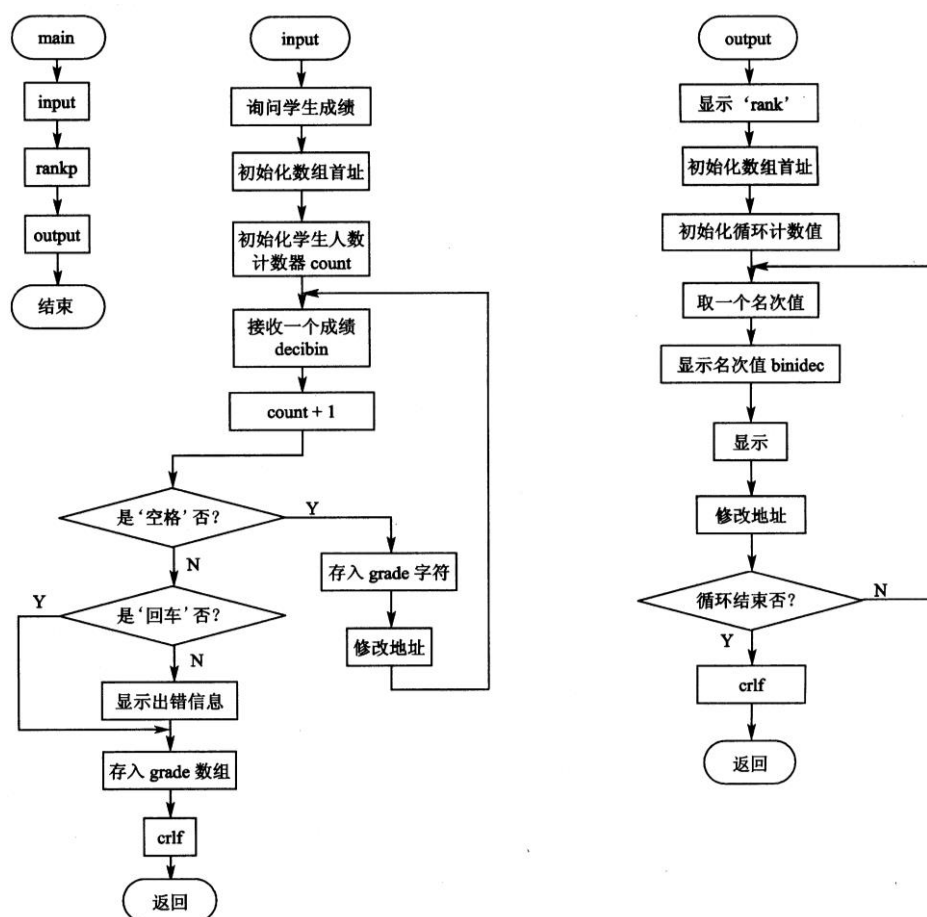 main
input
rankp
output
结束
input
询问学生成绩
初始化数组首址
初始化学生人数
计数器 count
接收一个成绩
decibin
count + 1
是‘空格’否？
Y
N
存入 grade 字符
修改地址
是‘回车’否？
Y
N
显示出错信息
存入 grade 数组
crlf
返回
output
显示‘rank’
初始化数组首址
初始化循环计数值
取一个名次值
显示名次值 binidec
显示
修改地址
循环结束否？
N
Y
crlf
返回